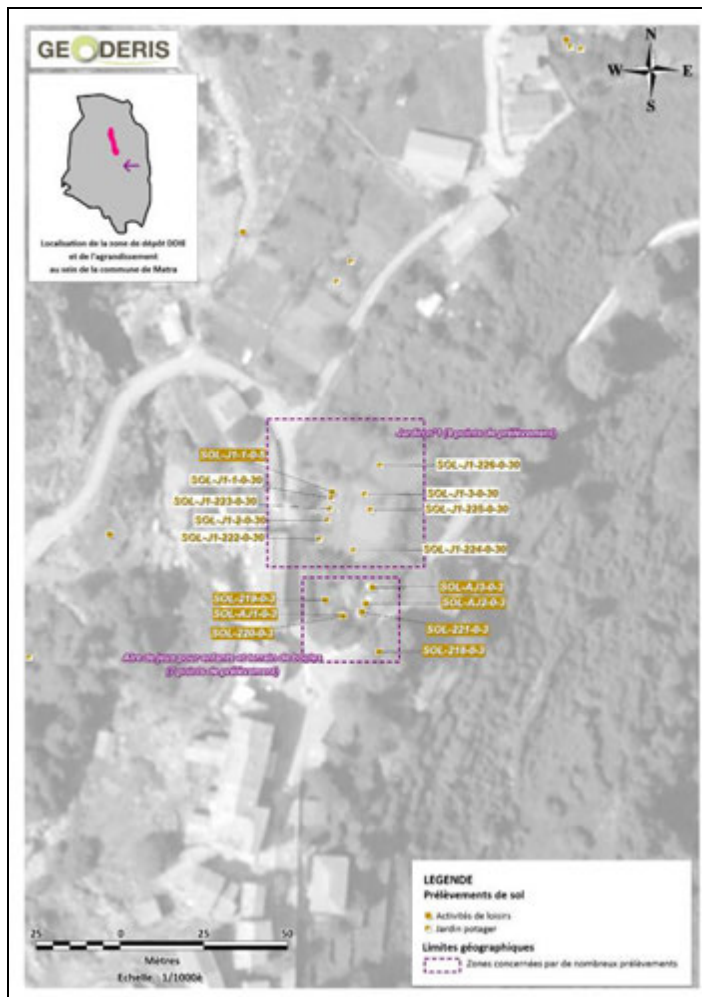 GEODERIS
N
W E
S
Localisation de la zone de dépôt DDIE
et de l'agrandissement
au sein de la commune de Matra
Jardin n°1 (9 points de prélèvement)
SOL-J1-1-0-3
SOL-J1-1-0-30
SOL-J1-223-0-30
SOL-J1-2-0-30
SOL-J1-222-0-30
SOL-J1-226-0-30
SOL-J1-3-0-30
SOL-J1-225-0-30
SOL-J1-224-0-30
SOL-219-0-3
SOL-AJ1-0-3
SOL-220-0-3
SOL-AJ3-0-3
SOL-AJ2-0-3
SOL-221-0-3
SOL-218-0-3
Aire de jeux pour enfants et terrain de boules
(7 points de prélèvement)
LEGENDE
Prélèvements de sol
Activités de loisirs
Jardin potager
Limites géographiques
Zones concernées par de nombreux prélèvements
25 0 25 50
Mètres
Echelle : 1/1000è